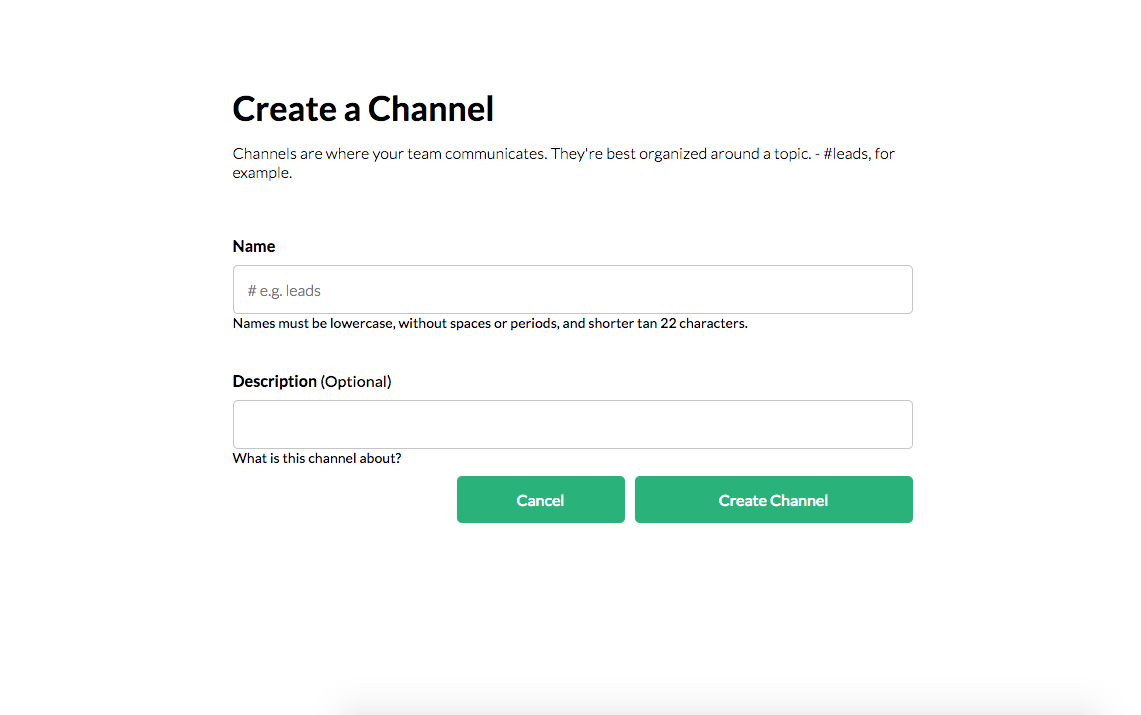 Create a Channel
Channels are where your team communicates. They're best organized around a topic. - #leads, for
example.
Name
# e.g. leads
Names must be lowercase, without spaces or periods, and shorter tan 22 characters.
Description (Optional)
What is this channel about?
Cancel Create Channel